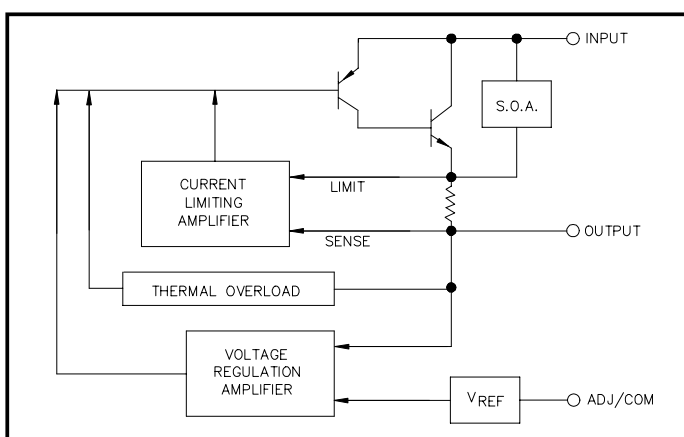 INPUT
S.O.A.
CURRENT
LIMITING
AMPLIFIER
LIMIT
SENSE
OUTPUT
THERMAL OVERLOAD
VOLTAGE
REGULATION
AMPLIFIER
VREF
ADJ/COM